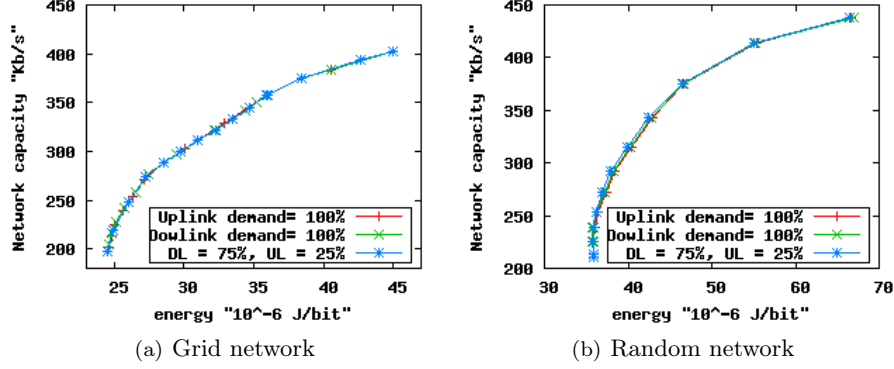 Network capacity "Kb/s"
450
400
350
300
250
200
25
30
35
40
45
energy "10^-6 J/bit"
Uplink demand= 100%
Dowlink demand= 100%
DL = 75%, UL = 25%
(a) Grid network
Network capacity "Kb/s"
450
400
350
300
250
200
30
40
50
60
70
energy "10^-6 J/bit"
Uplink demand= 100%
Dowlink demand= 100%
DL = 75%, UL = 25%
(b) Random network